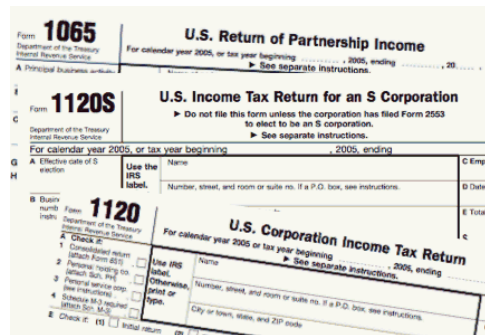 Form 1065
Department of the Treasury
Internal Revenue Service
U.S. Return of Partnership Income
For calendar year 2005, or tax year beginning , 2005, ending , 20
▶ See separate instructions.
A Principal business activity
Form 1120S
Department of the Treasury
Internal Revenue Service
U.S. Income Tax Return for an S Corporation
▶ Do not file this form unless the corporation has filed Form 2553
to elect to be an S corporation.
▶ See separate instructions.
For calendar year 2005, or tax year beginning , 2005, ending
A Effective date of S
election
Use the
IRS
label.
Name
Number, street, and room or suite no. If a P.O. box, see instructions.
C Emp
D Date
E Tota
G
H
B Busin
numb
instru
Form 1120
Department of the Treasury
Internal Revenue Service
U.S. Corporation Income Tax Return
For calendar year 2005 or tax year beginning , 2005, ending
▶ See separate instructions.
A Check if:
1 Consolidated return
(attach Form 851)
2 Personal holding co.
(attach Sch. PH)
3 Personal service corp.
(see instructions)
4 Schedule M-3 required
(attach Sch. M-3)
Use IRS
label.
Otherwise,
print or
type.
Name
Number, street, and room or suite no. If a P.O. box, see instructions.
City or town, state, and ZIP code
E Check if: (1) Initial return